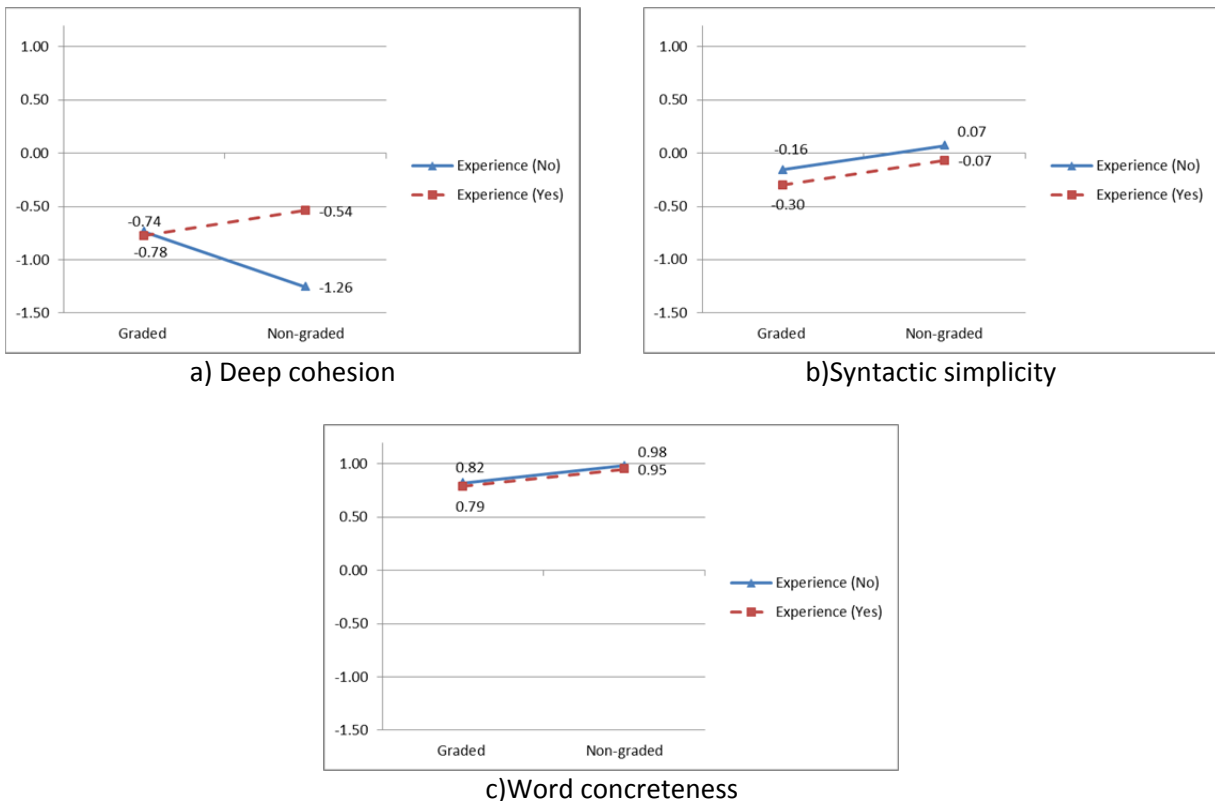 1.00
0.50
0.00
-0.50
-1.00
-1.50
-0.74
-0.78
-0.54
-1.26
Graded
Non-graded
Experience (No)
Experience (Yes)
a) Deep cohesion
1.00
0.50
0.00
-0.50
-1.00
-1.50
-0.16
-0.30
0.07
-0.07
Graded
Non-graded
Experience (No)
Experience (Yes)
b)Syntactic simplicity
1.00
0.50
0.00
-0.50
-1.00
-1.50
0.82
0.79
0.98
0.95
Graded
Non-graded
Experience (No)
Experience (Yes)
c)Word concreteness